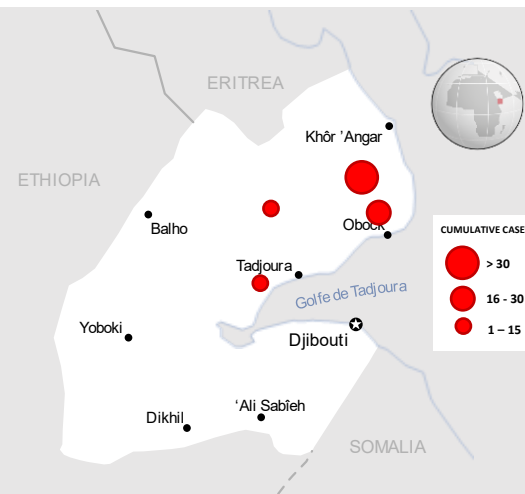 ERITREA
Khôr 'Angar
ETHIOPIA
Balho
Obock
CUMULATIVE CASE
> 30
16 - 30
1 – 15
Tadjoura
Golfe de Tadjoura
Yoboki
Djibouti
'Ali Sabîeh
Dikhil
SOMALIA